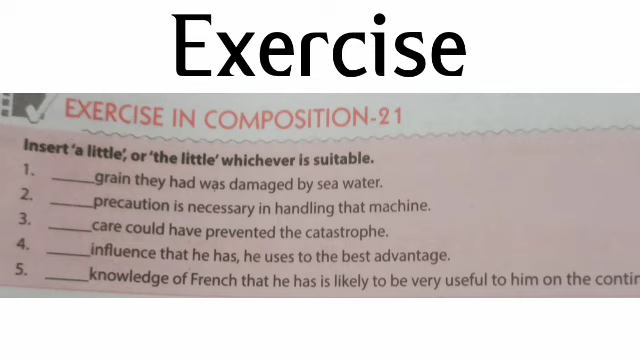 Exercise
EXERCISE IN COMPOSITION-21
Insert 'a little', or 'the little' whichever is suitable.
1. _____grain they had was damaged by sea water.
2. _____precaution is necessary in handling that machine.
3. _____care could have prevented the catastrophe.
4. _____influence that he has, he uses to the best advantage.
5. _____knowledge of French that he has is likely to be very useful to him on the